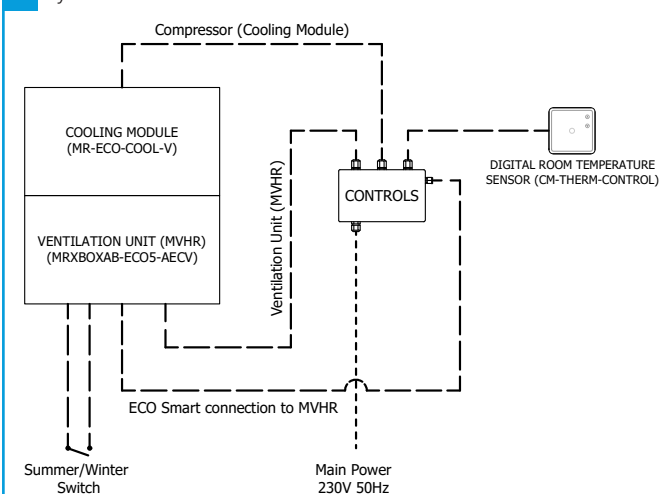 Compressor (Cooling Module)
COOLING MODULE
(MR-ECO-COOL-V)
VENTILATION UNIT (MVHR)
(MRXBOXAB-ECO5-AECV)
Ventilation Unit (MVHR)
CONTROLS
DIGITAL ROOM TEMPERATURE
SENSOR (CM-THERM-CONTROL)
ECO Smart connection to MVHR
Summer/Winter
Switch
Main Power
230V 50Hz